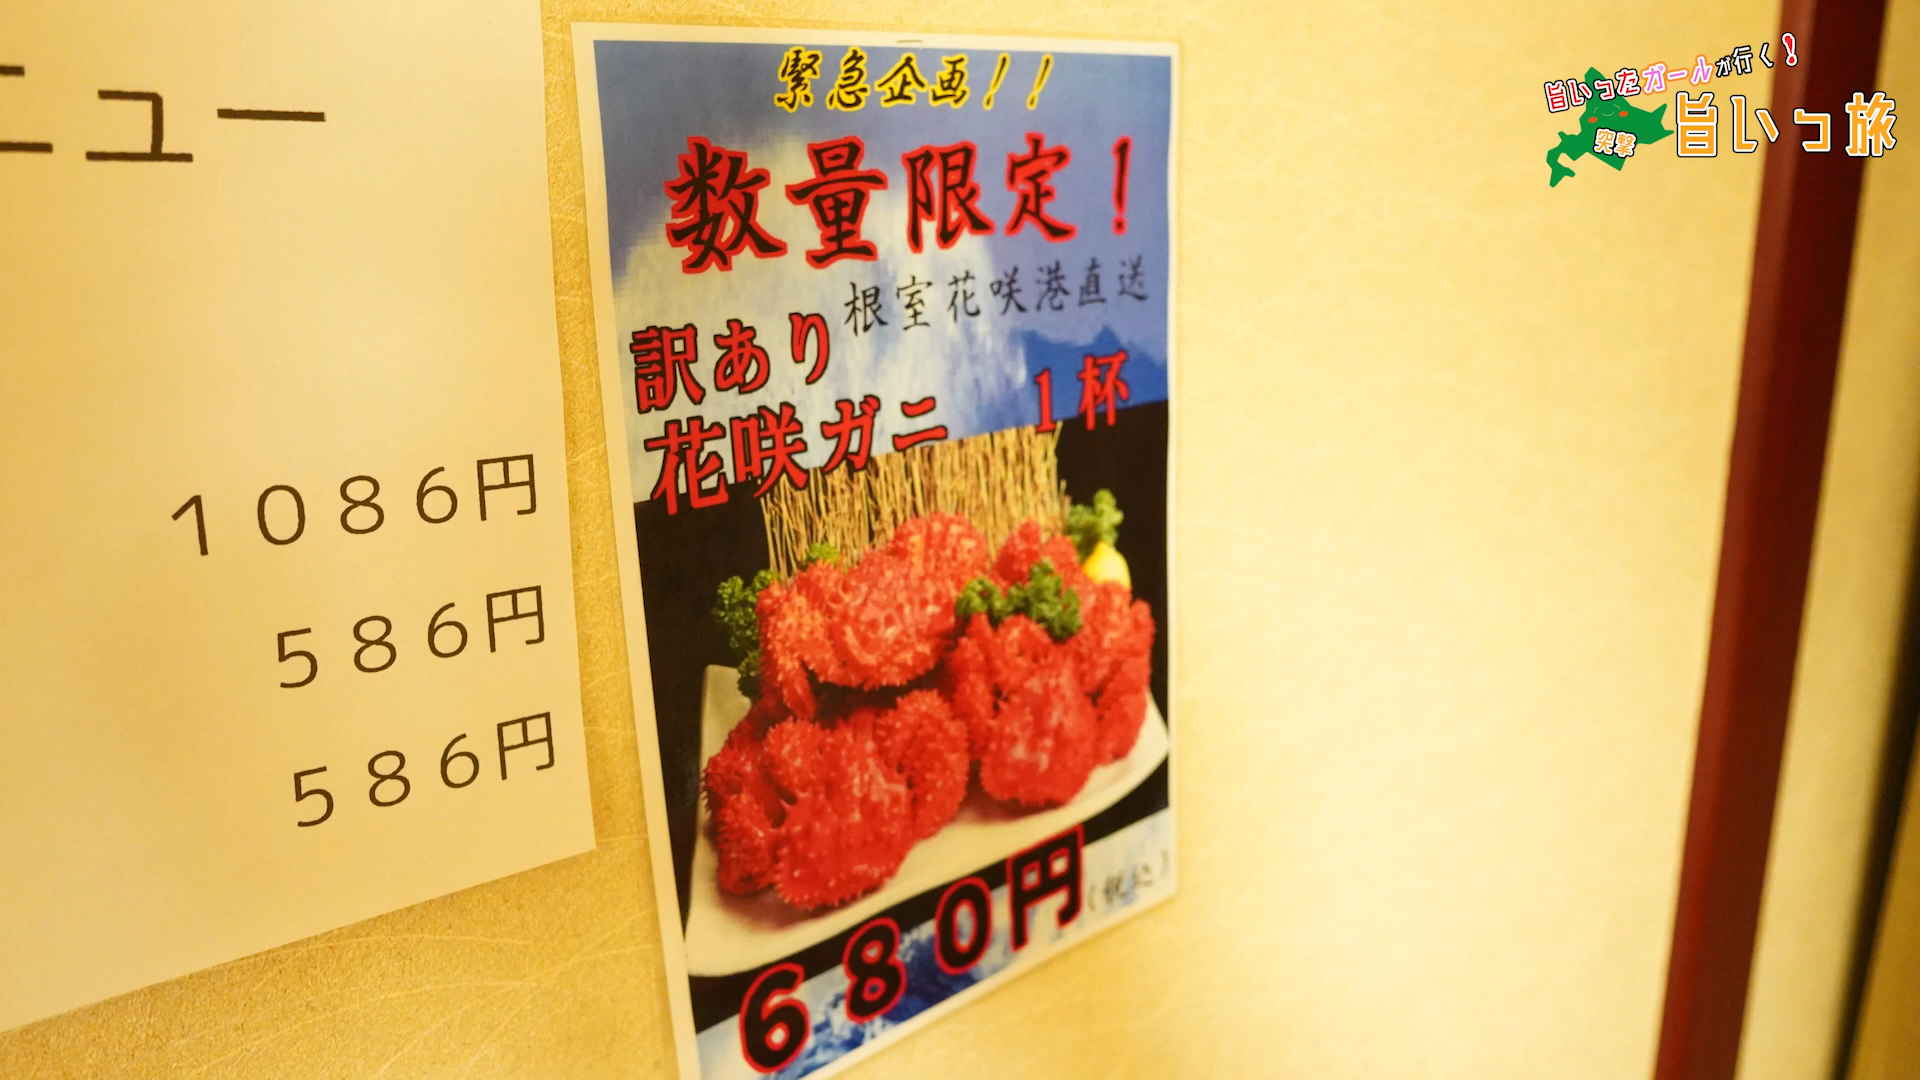 ニュー
1086円
586円
586円
緊急企画!!
数量限定!
根室花咲港直送
訳あり
花咲ガニ 1杯
680円(税込)
旨いったガールが行く!
突撃
旨いっ旅